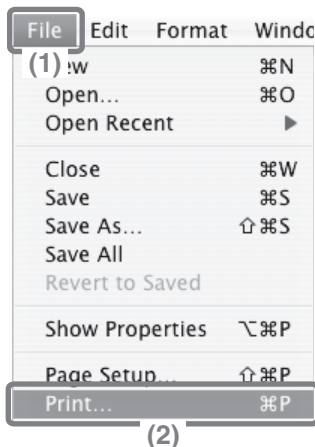 File Edit Format
(1) ew ⌘N
Open... ⌘O
Open Recent ▶
Close ⌘W
Save ⌘S
Save As... ⇧⌘S
Save All
Revert to Saved
Show Properties ⌥⌘P
Page Setup... ⇧⌘P
Print... ⌘P
(2)